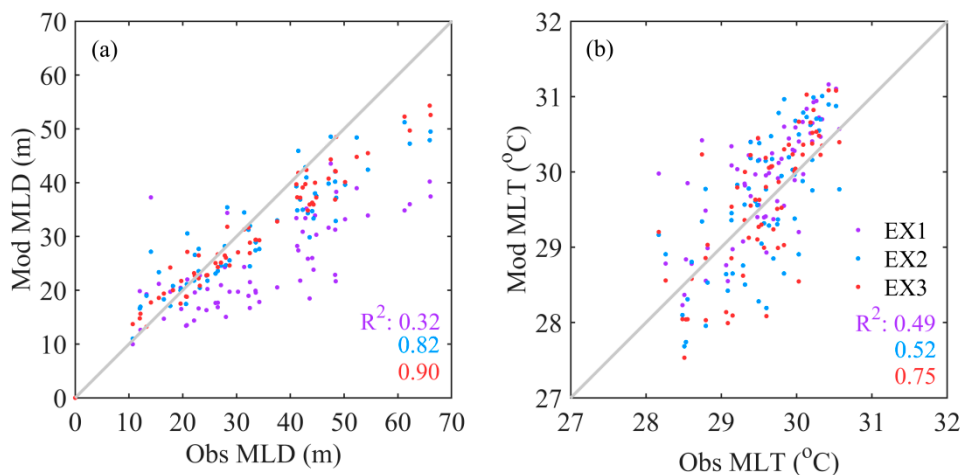 (a)
70
60
50
40
30
20
10
0
Mod MLD (m)
R²: 0.32
0.82
0.90
0 10 20 30 40 50 60 70
Obs MLD (m)
(b)
32
31
30
29
28
27
Mod MLT (°C)
EX1
EX2
EX3
R²: 0.49
0.52
0.75
27 28 29 30 31 32
Obs MLT (°C)